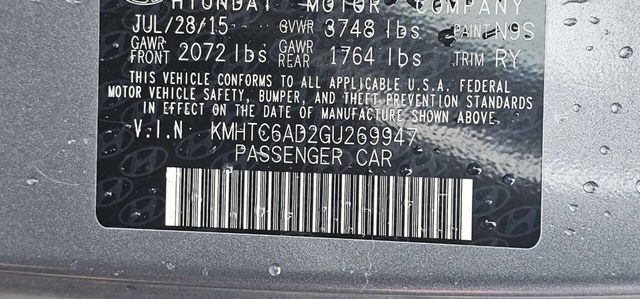 HYUNDAI MOTOR COMPANY
JUL/28/15 GVWR 3748 lbs PAINT N9S
GAWR FRONT 2072 lbs GAWR REAR 1764 lbs TRIM RY
THIS VEHICLE CONFORMS TO ALL APPLICABLE U.S.A. FEDERAL
MOTOR VEHICLE SAFETY, BUMPER, AND THEFT PREVENTION STANDARDS
IN EFFECT ON THE DATE OF MANUFACTURE SHOWN ABOVE.
V.I.N KMHTC6AD2GU269947
PASSENGER CAR